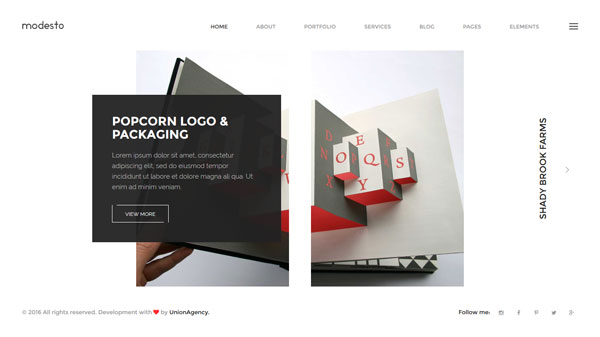 modesto
HOME ABOUT PORTFOLIO SERVICES BLOG PAGES ELEMENTS
POPCORN LOGO &
PACKAGING
Lorem ipsum dolor sit amet, consectetur
adipiscing elit, sed do eiusmod tempor
incididunt ut labore et dolore magna ali qua. Ut
enim ad minim veniam.
VIEW MORE
E
D O Q S
N
X Y
SHADY BROOK FARMS
© 2016 All rights reserved. Development with ❤ by UnionAgency.
Follow me: